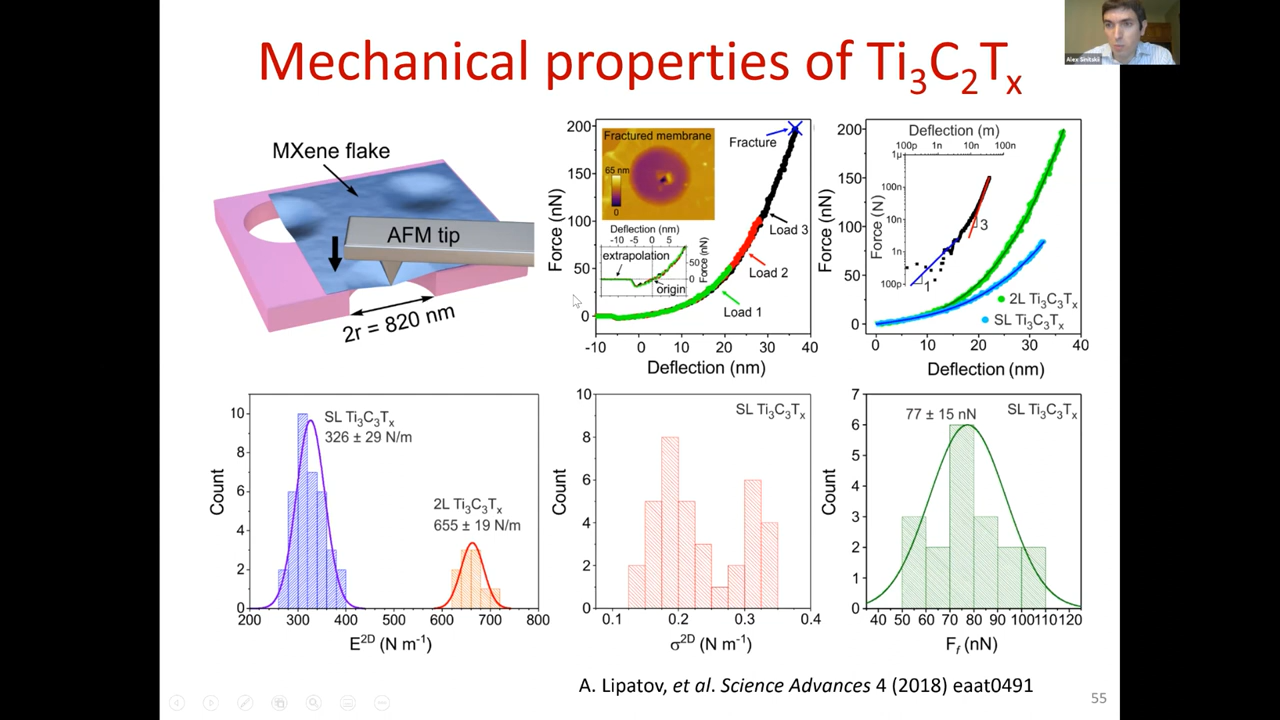 Mechanical properties of Ti3C2Tx
Alex Sinitskii
MXene flake
AFM tip
2r = 820 nm
200
150
100
50
0
Force (nN)
-10 0 10 20 30 40
Deflection (nm)
Fractured membrane
65 nm
0
Fracture
Load 3
Load 2
Load 1
Deflection (nm)
-10 -5 0 5
extrapolation
origin
50
0
Force (nN)
200
150
100
50
0
Force (nN)
0 10 20 30 40
Deflection (nm)
Deflection (m)
100p 1n 10n 100n
1μ
100n
10n
1n
100p
Force (N)
3
1
2L Ti3C3Tx
SL Ti3C3Tx
10
8
6
4
2
0
Count
SL Ti3C3Tx
326 ± 29 N/m
2L Ti3C3Tx
655 ± 19 N/m
200 300 400 500 600 700 800
E2D (N m-1)
10
8
6
4
2
0
Count
SL Ti3C3Tx
0.1 0.2 0.3 0.4
σ2D (N m-1)
7
6
5
4
3
2
1
0
Count
77 ± 15 nN
SL Ti3C3Tx
40 50 60 70 80 90 100 110 120
Ff (nN)
A. Lipatov, et al. Science Advances 4 (2018) eaat0491
55